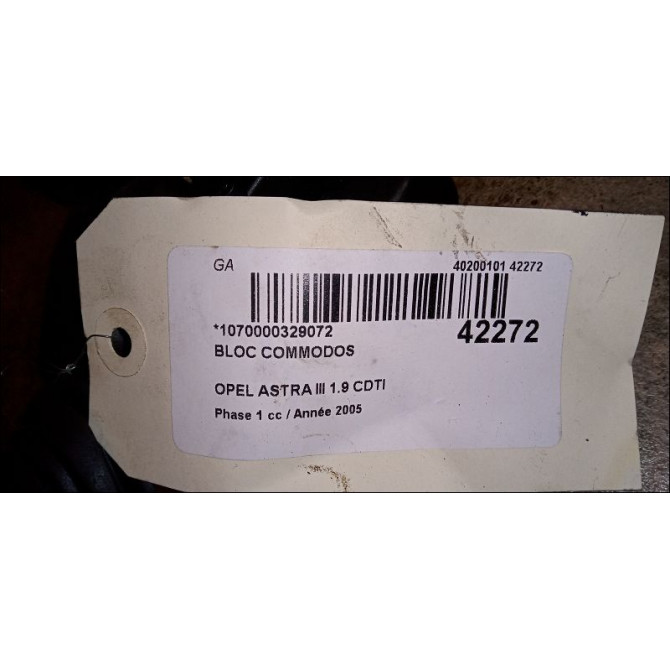 GA 40200101 42272
*1070000329072 42272
BLOC COMMODOS
OPEL ASTRA III 1.9 CDTI
Phase 1 cc / Année 2005